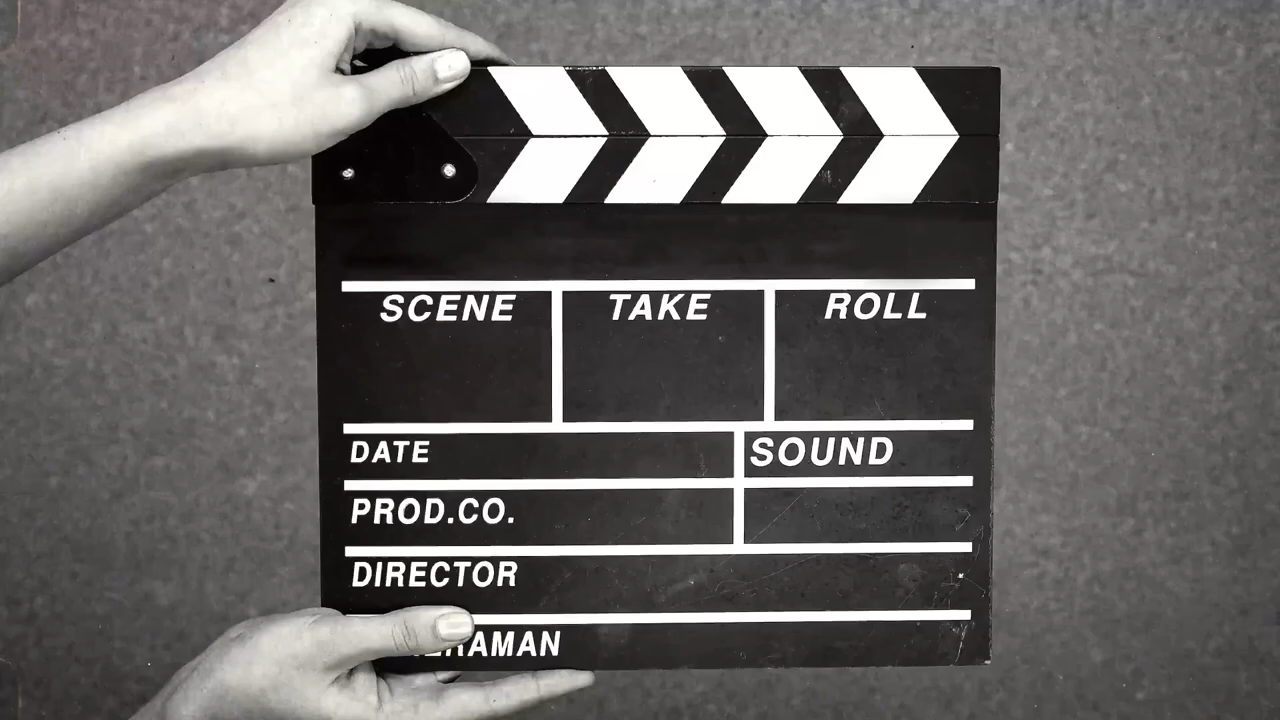 SCENE TAKE ROLL
DATE SOUND
PROD.CO.
DIRECTOR